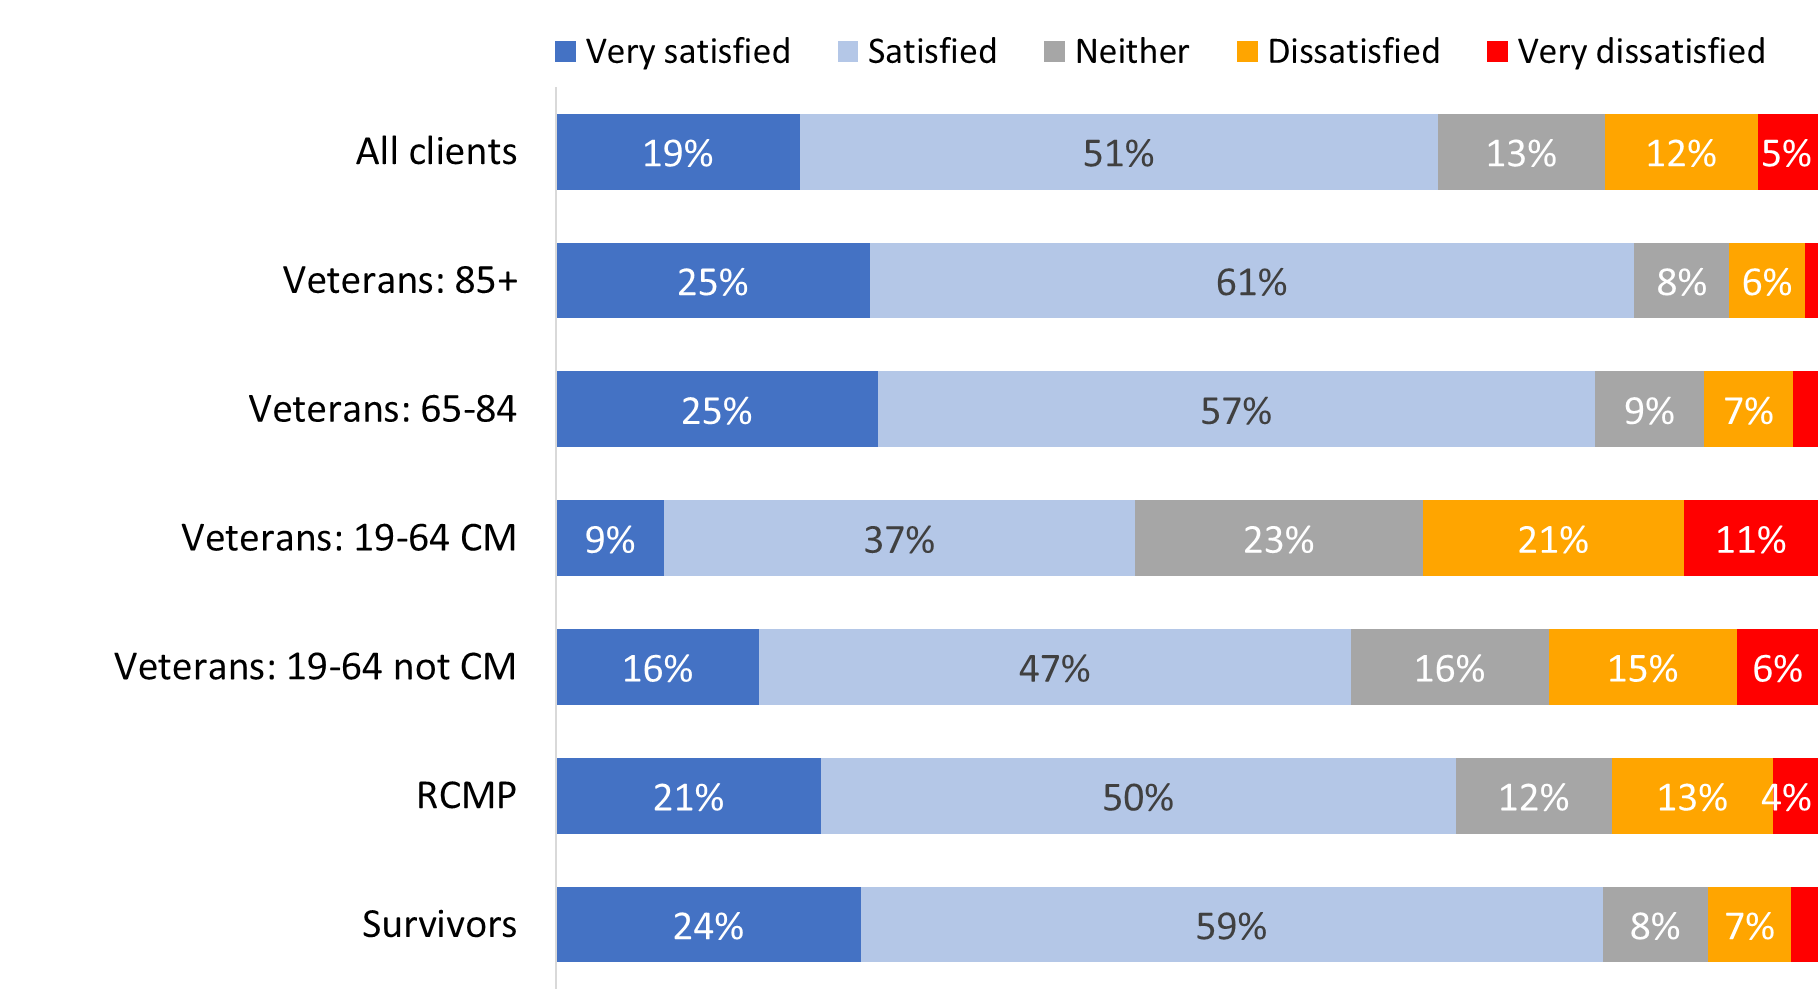 Very satisfied Satisfied Neither Dissatisfied Very dissatisfied
All clients 19% 51% 13% 12% 5%
Veterans: 85+ 25% 61% 8% 6%
Veterans: 65-84 25% 57% 9% 7%
Veterans: 19-64 CM 9% 37% 23% 21% 11%
Veterans: 19-64 not CM 16% 47% 16% 15% 6%
RCMP 21% 50% 12% 13% 4%
Survivors 24% 59% 8% 7%